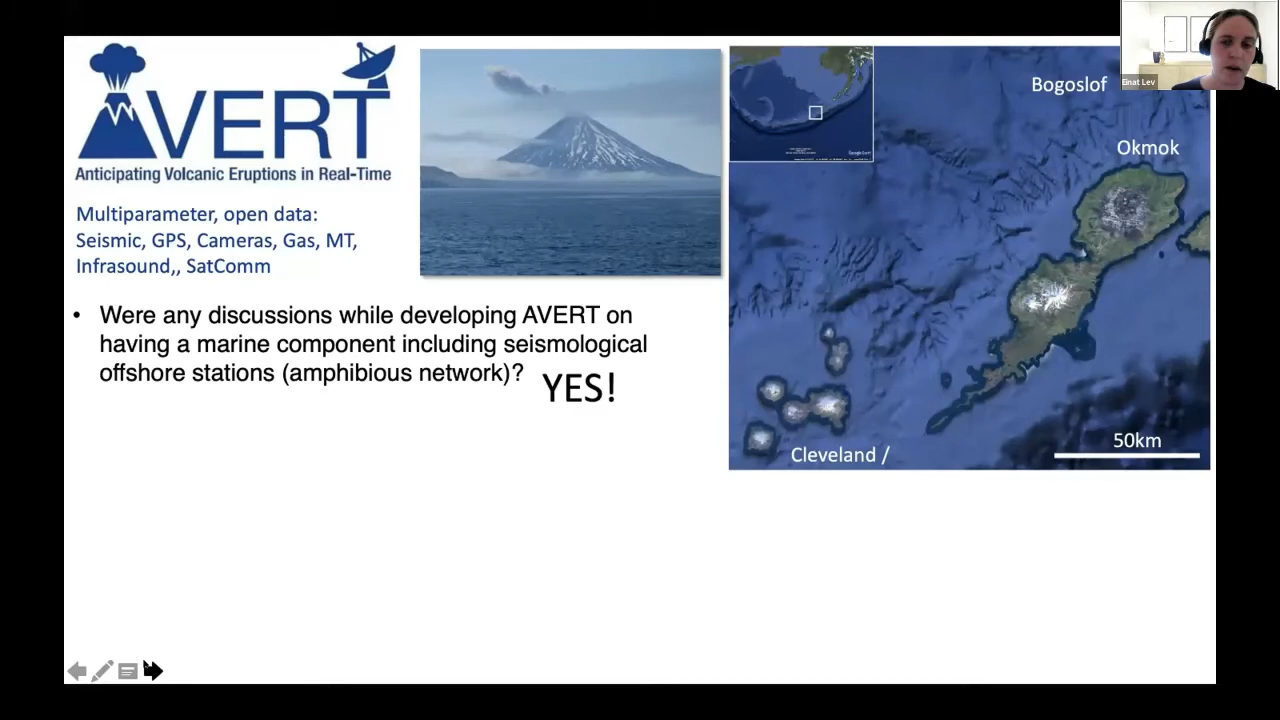 AVERT
Anticipating Volcanic Eruptions in Real-Time
Multiparameter, open data:
Seismic, GPS, Cameras, Gas, MT,
Infrasound,, SatComm
• Were any discussions while developing AVERT on
having a marine component including seismological
offshore stations (amphibious network)?
YES!
Bogoslof
Okmok
50km
Cleveland /
Einat Lev